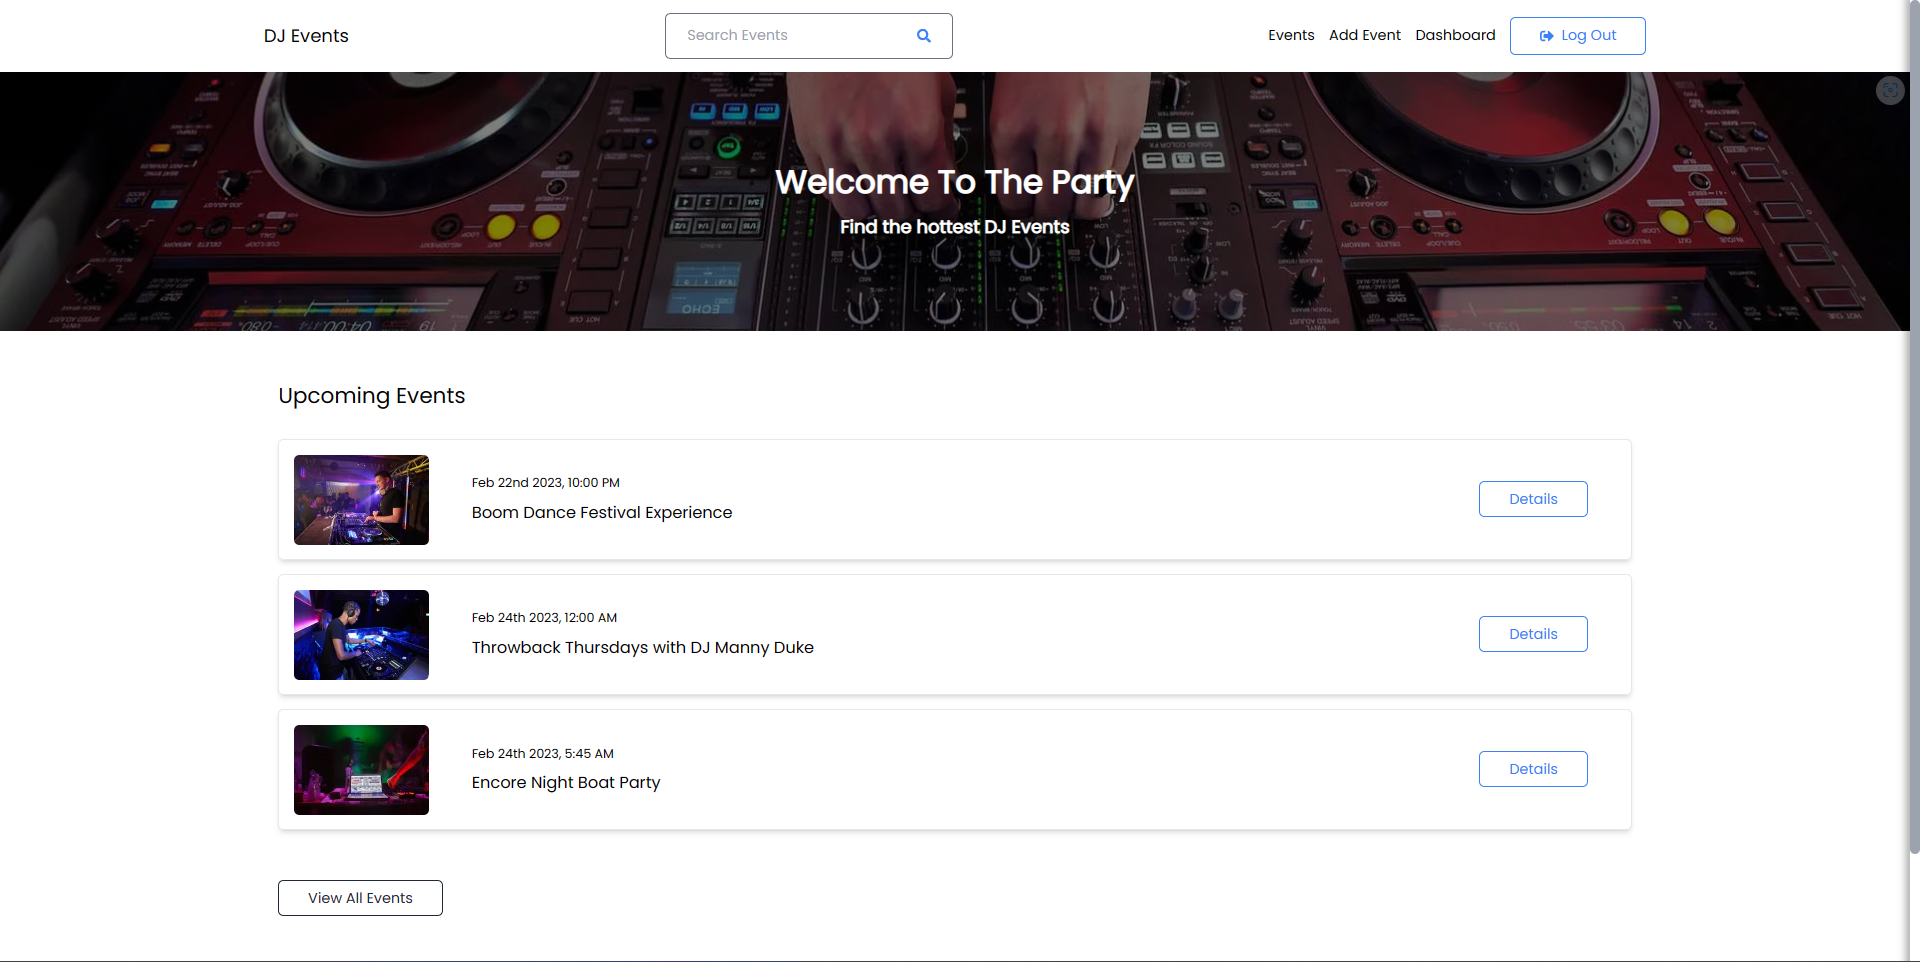 DJ Events
Search Events
Events
Add Event
Dashboard
Log Out
Welcome To The Party
Find the hottest DJ Events
Upcoming Events
Feb 22nd 2023, 10:00 PM
Boom Dance Festival Experience
Details
Feb 24th 2023, 12:00 AM
Throwback Thursdays with DJ Manny Duke
Details
Feb 24th 2023, 5:45 AM
Encore Night Boat Party
Details
View All Events